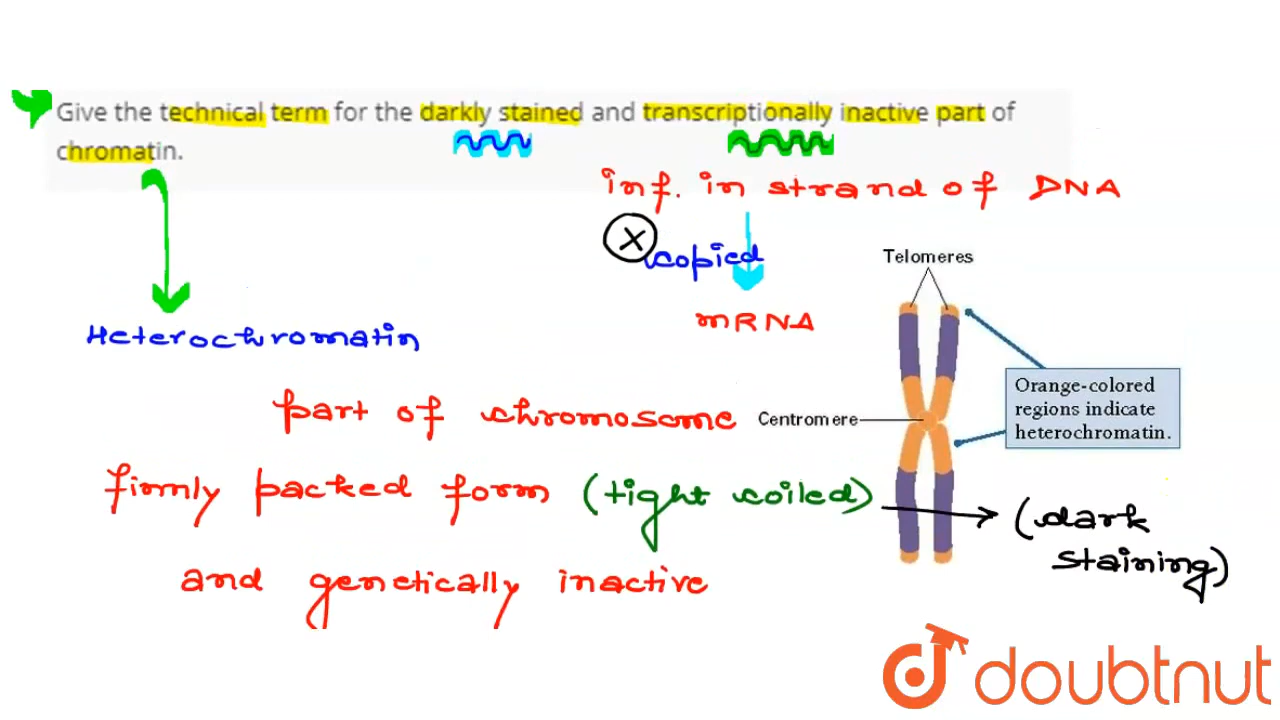 Give the technical term for the darkly stained and transcriptionally inactive part of
chromatin.
inf. in strand of DNA
X copied
mRNA
Heterochromatin
Telomeres
Orange-colored
regions indicate
heterochromatin.
part of chromosome
Centromere
firmly packed form (tight coiled)
(dark
staining)
and genetically inactive
doubtnut